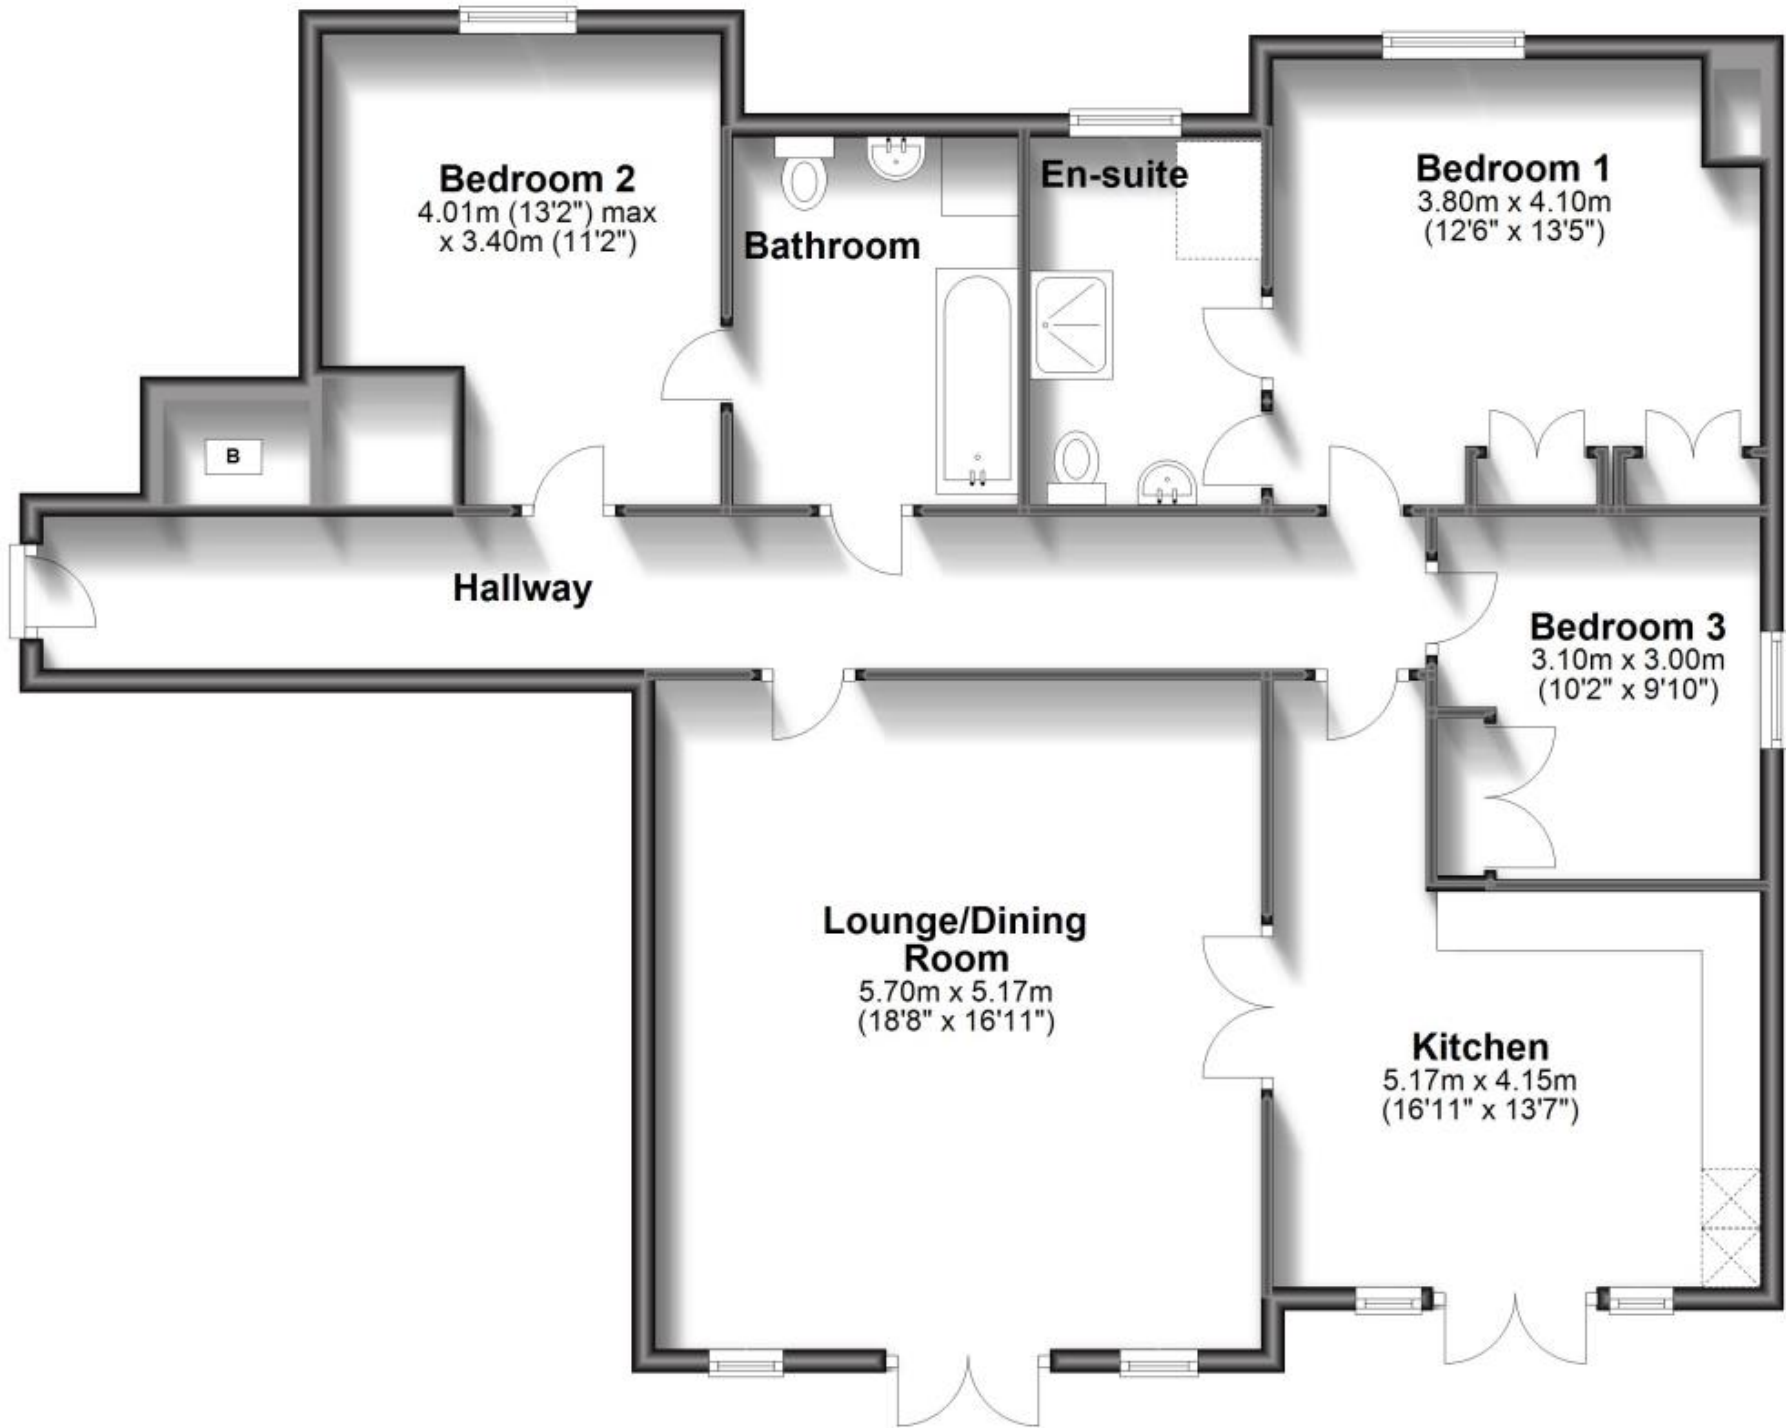 Bedroom 2
4.01m (13'2") max
x 3.40m (11'2")
Bathroom
En-suite
Bedroom 1
3.80m x 4.10m
(12'6" x 13'5")
B
Hallway
Bedroom 3
3.10m x 3.00m
(10'2" x 9'10")
Lounge/Dining
Room
5.70m x 5.17m
(18'8" x 16'11")
Kitchen
5.17m x 4.15m
(16'11" x 13'7")